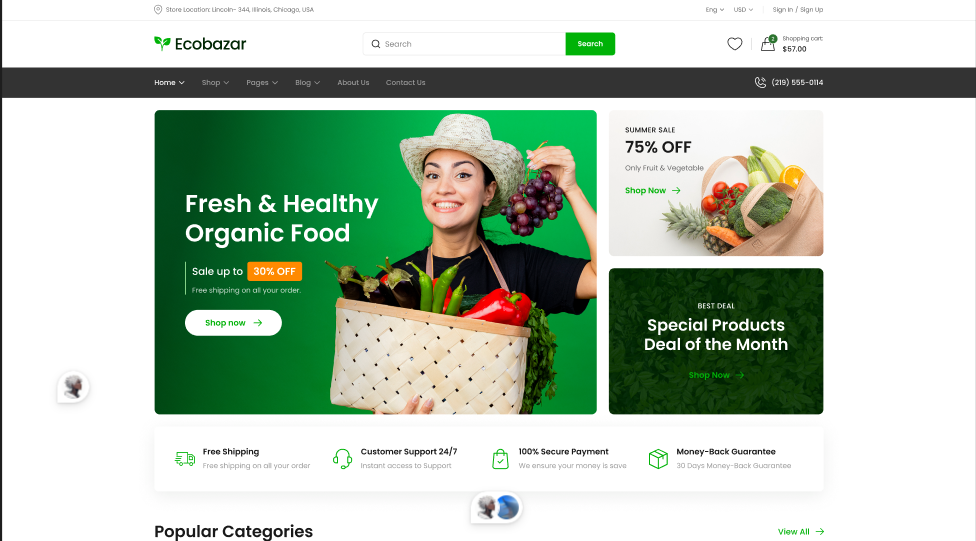 Store Location: Lincoln- 344, Illinois, Chicago, USA
Eng
USD
Sign In / Sign Up
Ecobazar
Search
Search
2
Shopping cart:
$57.00
Home
Shop
Pages
Blog
About Us
Contact Us
(219) 555-0114
Fresh & Healthy
Organic Food
Sale up to 30% OFF
Free shipping on all your order.
Shop now
SUMMER SALE
75% OFF
Only Fruit & Vegetable
Shop Now
BEST DEAL
Special Products
Deal of the Month
Shop Now
Free Shipping
Free shipping on all your order
Customer Support 24/7
Instant access to Support
100% Secure Payment
We ensure your money is save
Money-Back Guarantee
30 Days Money-Back Guarantee
Popular Categories
View All